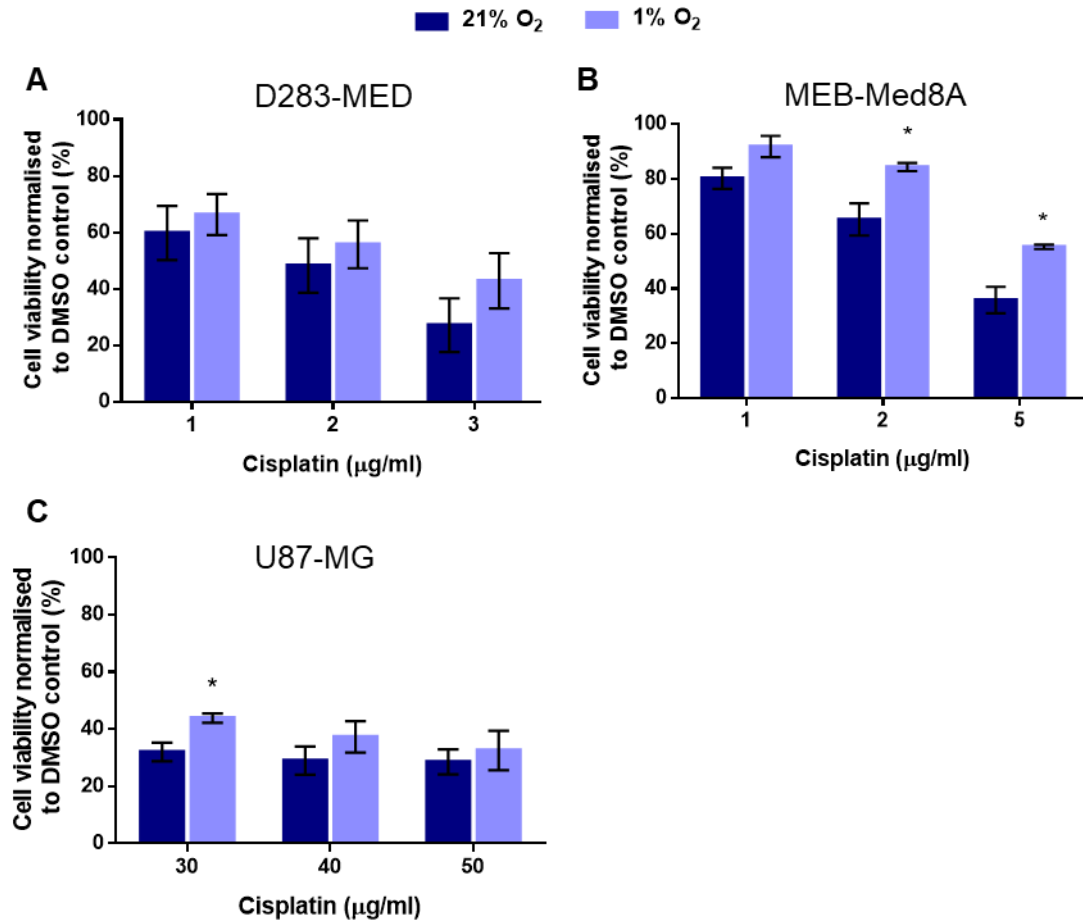 21% O₂ 1% O₂
A
D283-MED
Cell viability normalised
to DMSO control (%)
100
80
60
40
20
0
1 2 3
Cisplatin (μg/ml)
B
MEB-Med8A
Cell viability normalised
to DMSO control (%)
100
80
60
40
20
0
* *
1 2 5
Cisplatin (μg/ml)
C
U87-MG
Cell viability normalised
to DMSO control (%)
100
80
60
40
20
0
*
30 40 50
Cisplatin (μg/ml)